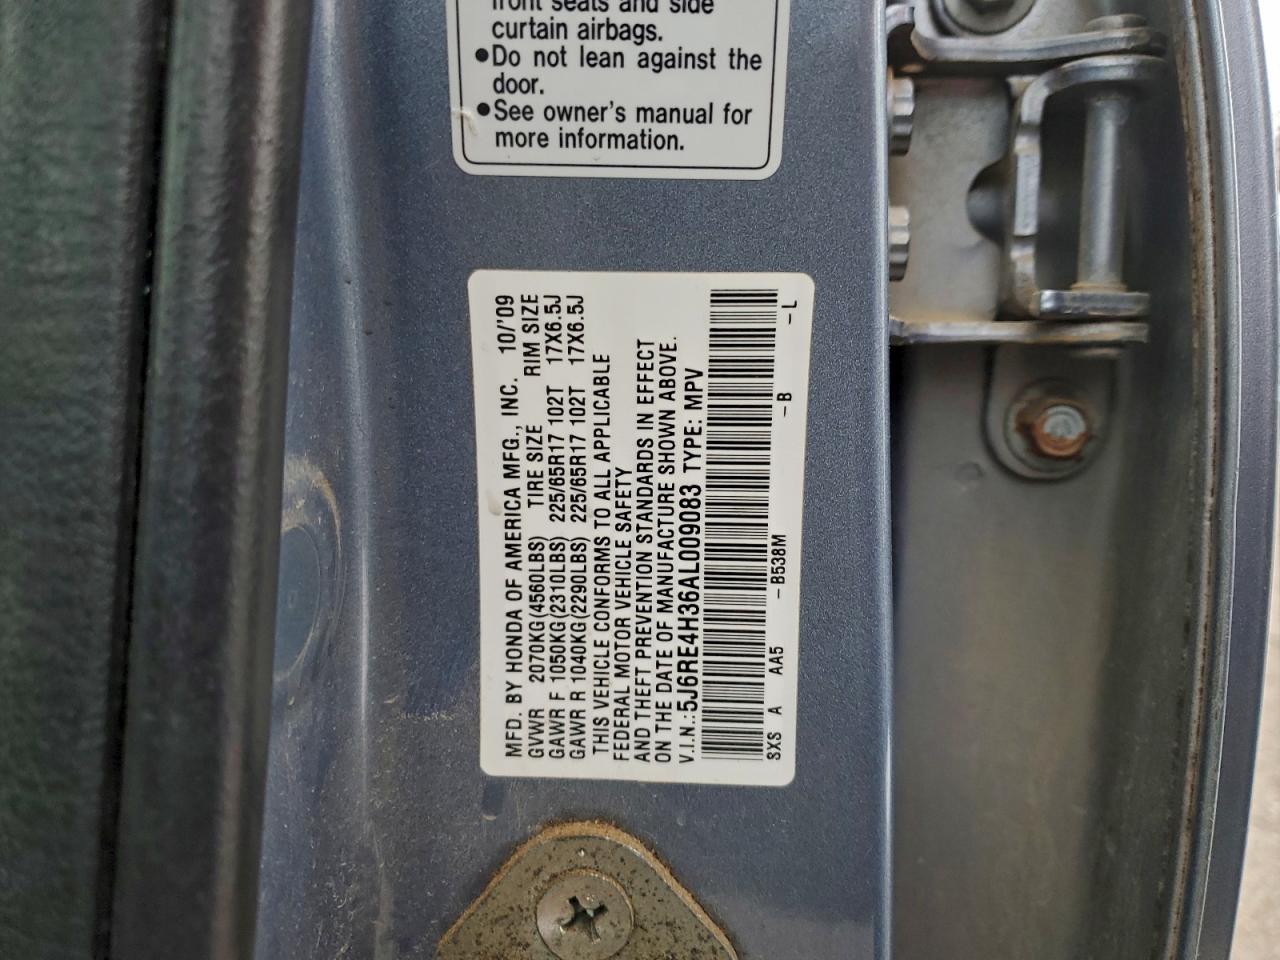 front seats and side
curtain airbags.
●Do not lean against the
door.
●See owner's manual for
more information.
MFD. BY HONDA OF AMERICA MFG., INC. 10/'09
GVWR 2070KG(4560LBS) TIRE SIZE RIM SIZE
GAWR F 1050KG(2310LBS) 225/65R17 102T 17X6.5J
GAWR R 1040KG(2290LBS) 225/65R17 102T 17X6.5J
THIS VEHICLE CONFORMS TO ALL APPLICABLE
FEDERAL MOTOR VEHICLE SAFETY
AND THEFT PREVENTION STANDARDS IN EFFECT
ON THE DATE OF MANUFACTURE SHOWN ABOVE.
V.I.N.:5J6RE4H36AL009083 TYPE: MPV
SXS A AA5 -B538M -B -L